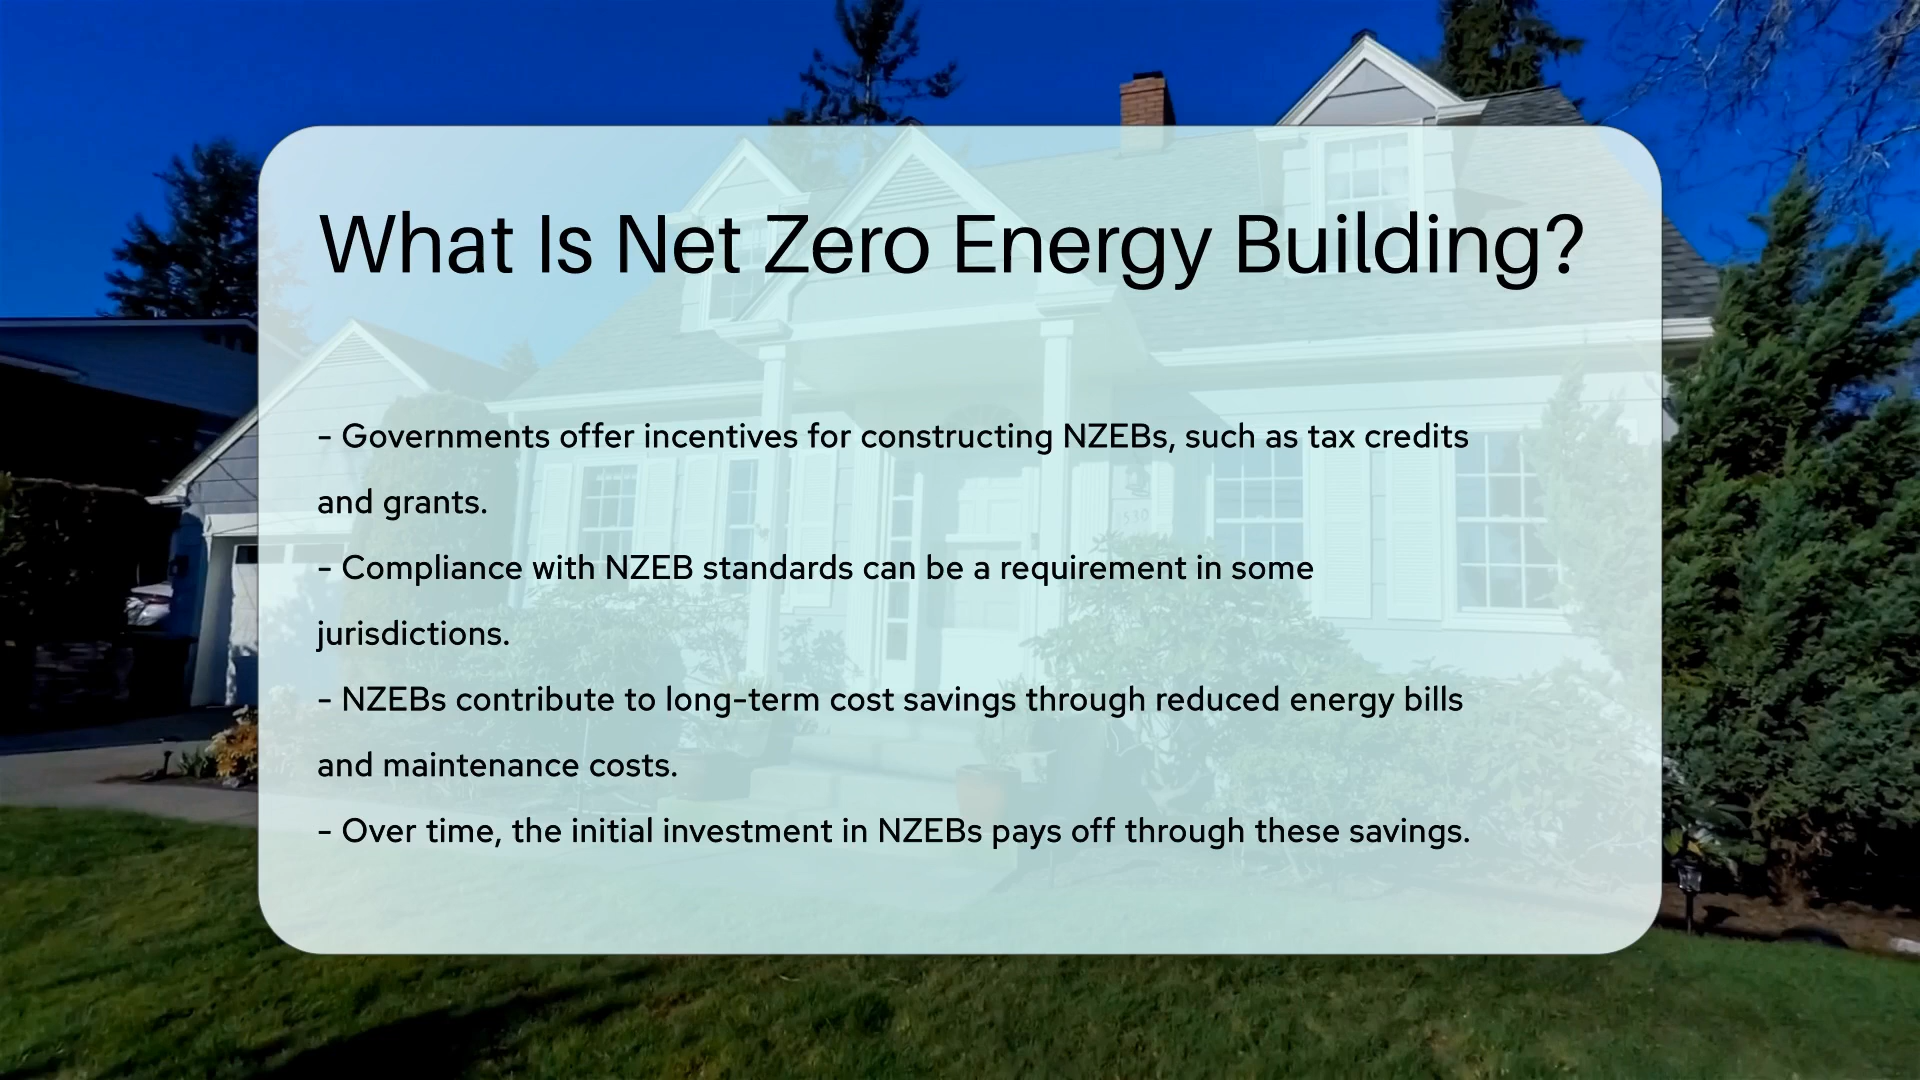 What Is Net Zero Energy Building?
- Governments offer incentives for constructing NZEBs, such as tax credits
and grants.
- Compliance with NZEB standards can be a requirement in some
jurisdictions.
- NZEBs contribute to long-term cost savings through reduced energy bills
and maintenance costs.
- Over time, the initial investment in NZEBs pays off through these savings.